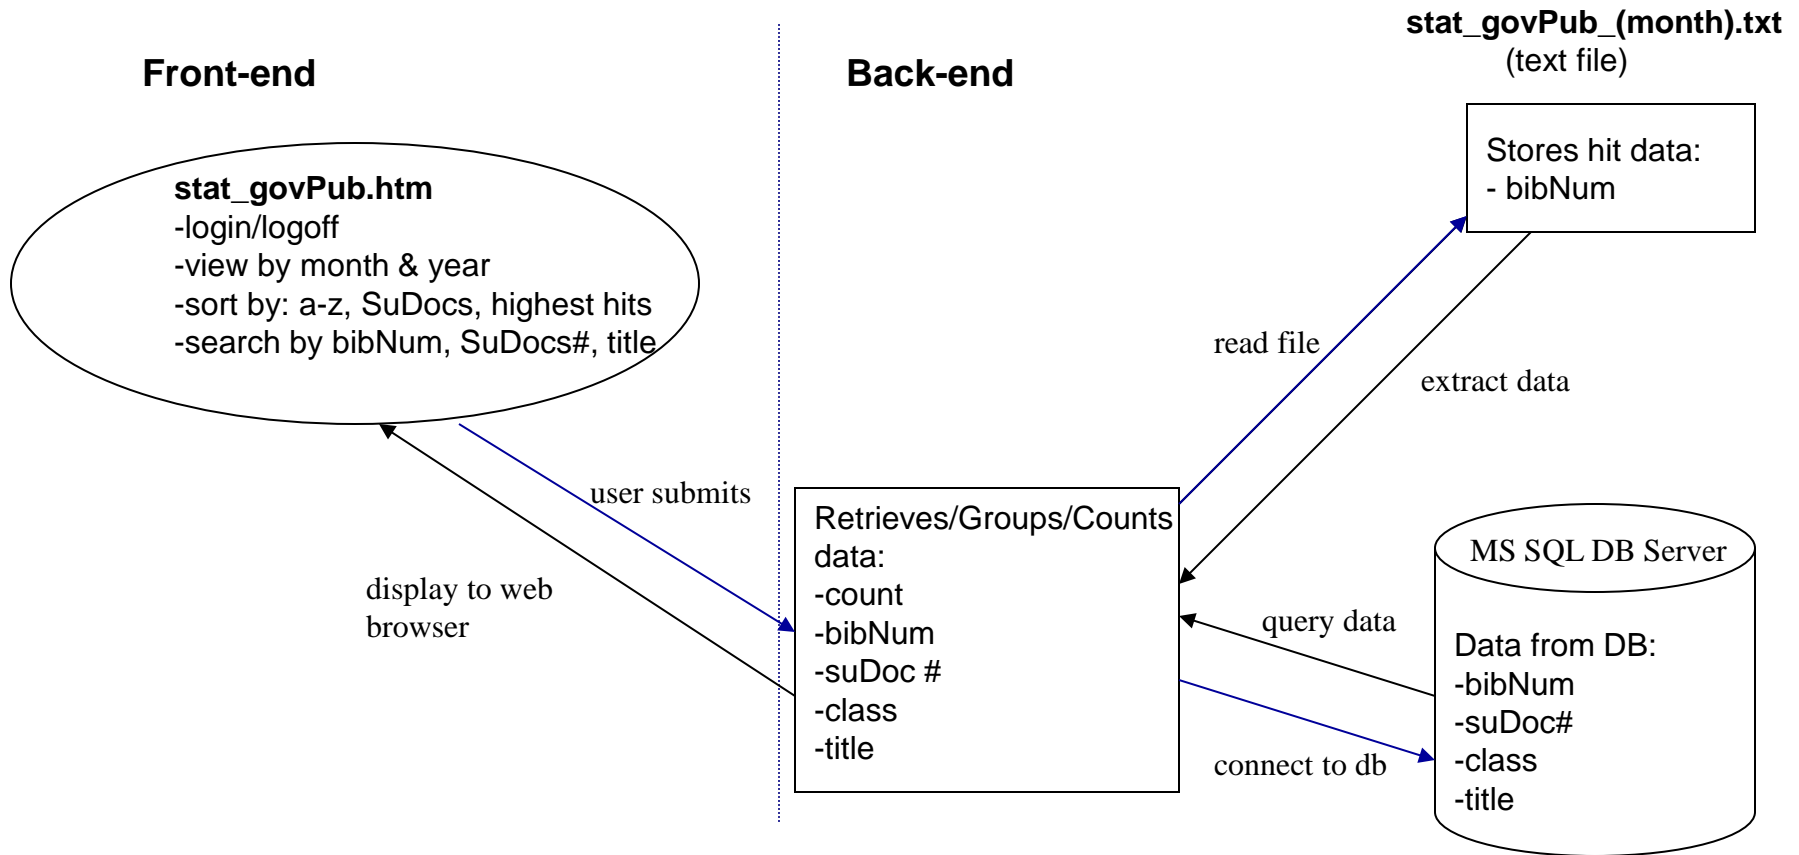 stat_govPub_(month).txt
(text file)
Front-end
Back-end
stat_govPub.htm
-login/logoff
-view by month & year
-sort by: a-z, SuDocs, highest hits
-search by bibNum, SuDocs#, title
Stores hit data:
- bibNum
read file
extract data
user submits
display to web
browser
Retrieves/Groups/Counts
data:
-count
-bibNum
-suDoc #
-class
-title
query data
connect to db
MS SQL DB Server
Data from DB:
-bibNum
-suDoc#
-class
-title